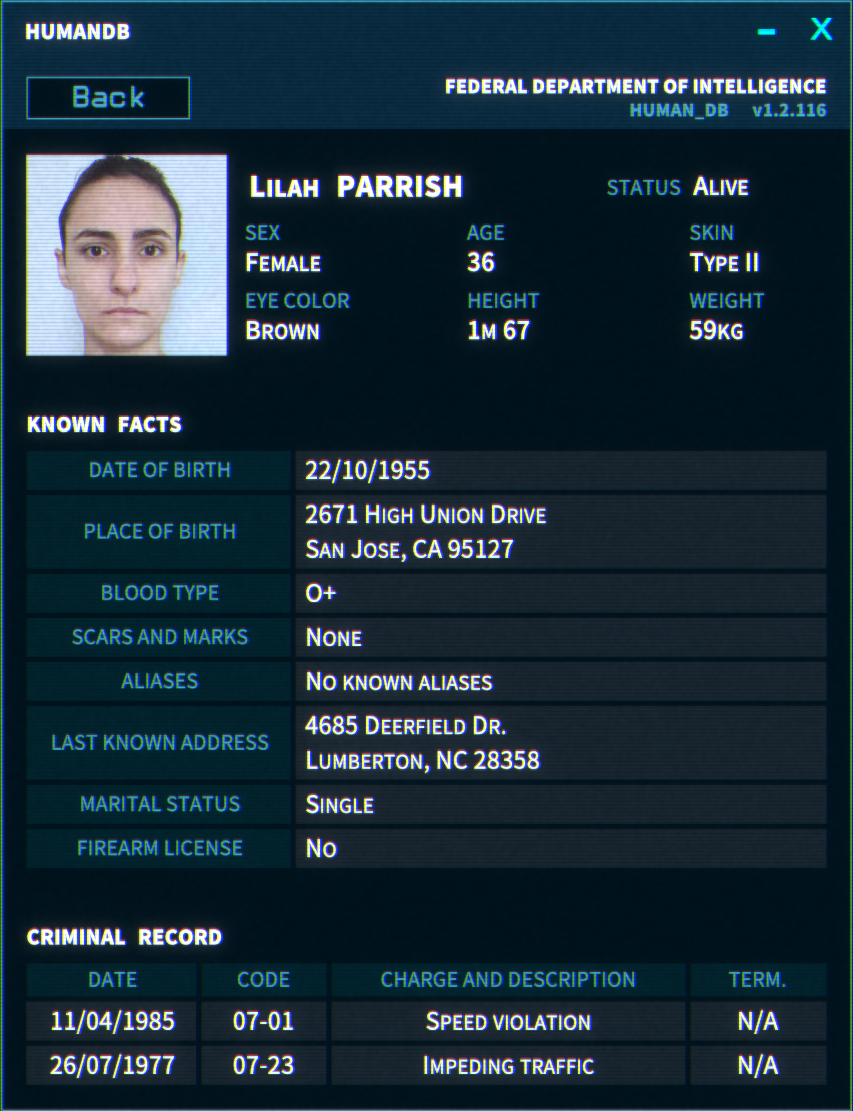 HUMANDB
– X
Back
FEDERAL DEPARTMENT OF INTELLIGENCE
HUMAN_DB v1.2.116
LILAH PARRISH
STATUS ALIVE
SEX AGE SKIN
FEMALE 36 TYPE II
EYE COLOR HEIGHT WEIGHT
BROWN 1M 67 59KG
KNOWN FACTS
DATE OF BIRTH 22/10/1955
PLACE OF BIRTH 2671 HIGH UNION DRIVE
SAN JOSE, CA 95127
BLOOD TYPE O+
SCARS AND MARKS NONE
ALIASES NO KNOWN ALIASES
LAST KNOWN ADDRESS 4685 DEERFIELD DR.
LUMBERTON, NC 28358
MARITAL STATUS SINGLE
FIREARM LICENSE NO
CRIMINAL RECORD
DATE CODE CHARGE AND DESCRIPTION TERM.
11/04/1985 07-01 SPEED VIOLATION N/A
26/07/1977 07-23 IMPEDING TRAFFIC N/A